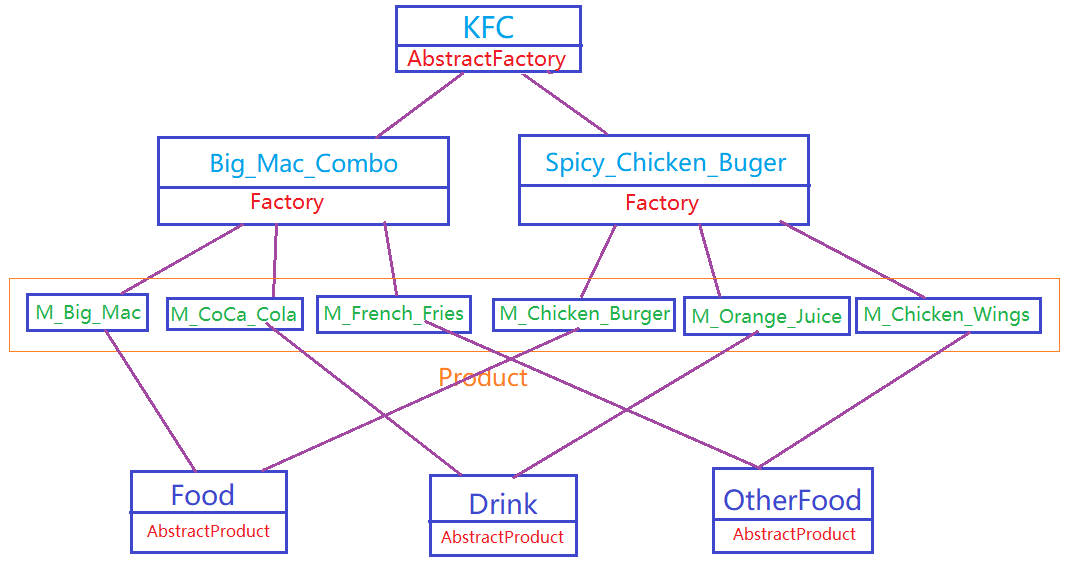 KFC
AbstractFactory
Big_Mac_Combo
Factory
Spicy_Chicken_Buger
Factory
M_Big_Mac
M_CoCa_Cola
M_French_Fries
M_Chicken_Burger
M_Orange_Juice
M_Chicken_Wings
Product
Food
AbstractProduct
Drink
AbstractProduct
OtherFood
AbstractProduct